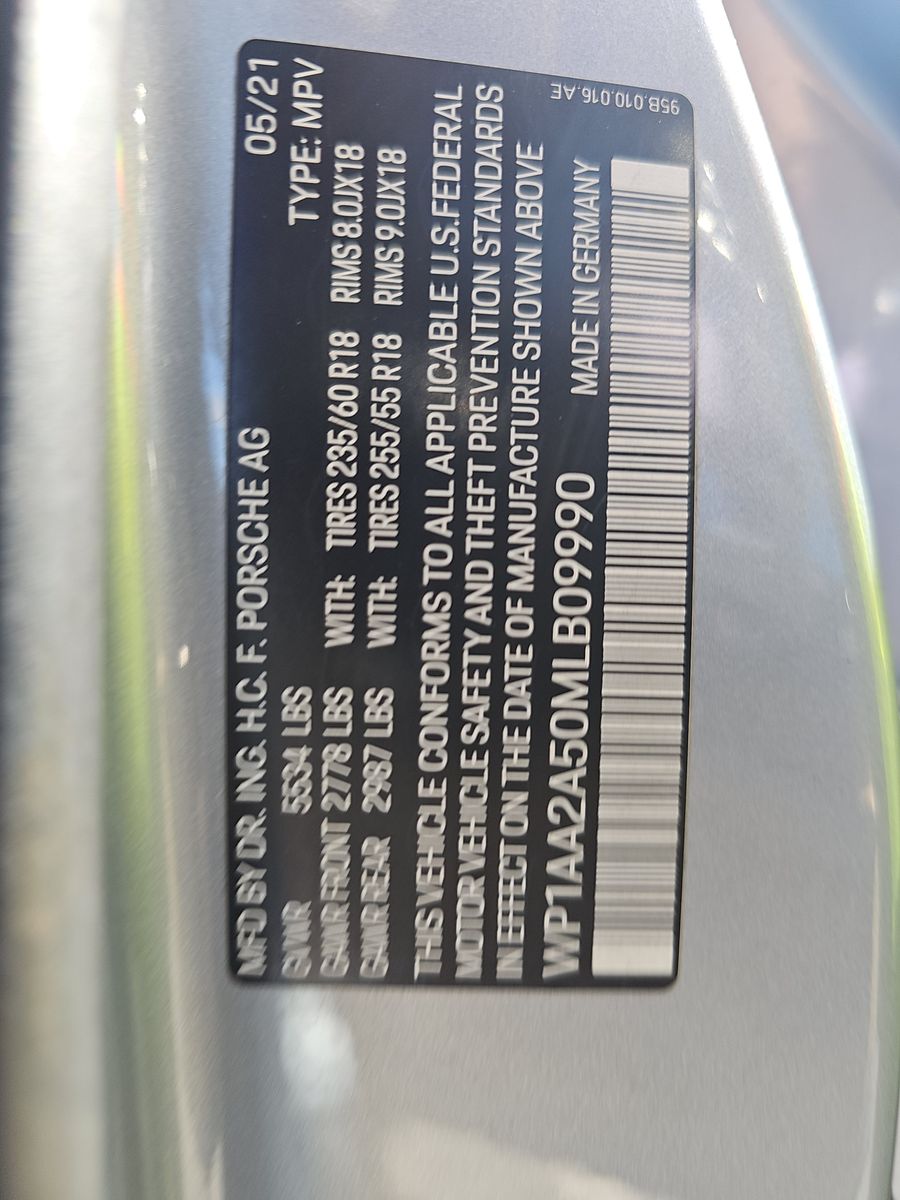 MFD BY DR. ING. H.C. F. PORSCHE AG 05/21
TYPE: MPV
GVWR 5534 LBS
GAWR FRONT 2778 LBS WITH: TIRES 235/60 R18 RIMS 8.0JX18
GAWR REAR 2987 LBS WITH: TIRES 255/55 R18 RIMS 9.0JX18
THIS VEHICLE CONFORMS TO ALL APPLICABLE U.S.FEDERAL
MOTOR VEHICLE SAFETY AND THEFT PREVENTION STANDARDS
IN EFFECT ON THE DATE OF MANUFACTURE SHOWN ABOVE
WP1AA2A50MLB09990 MADE IN GERMANY
95B.010.016.AE